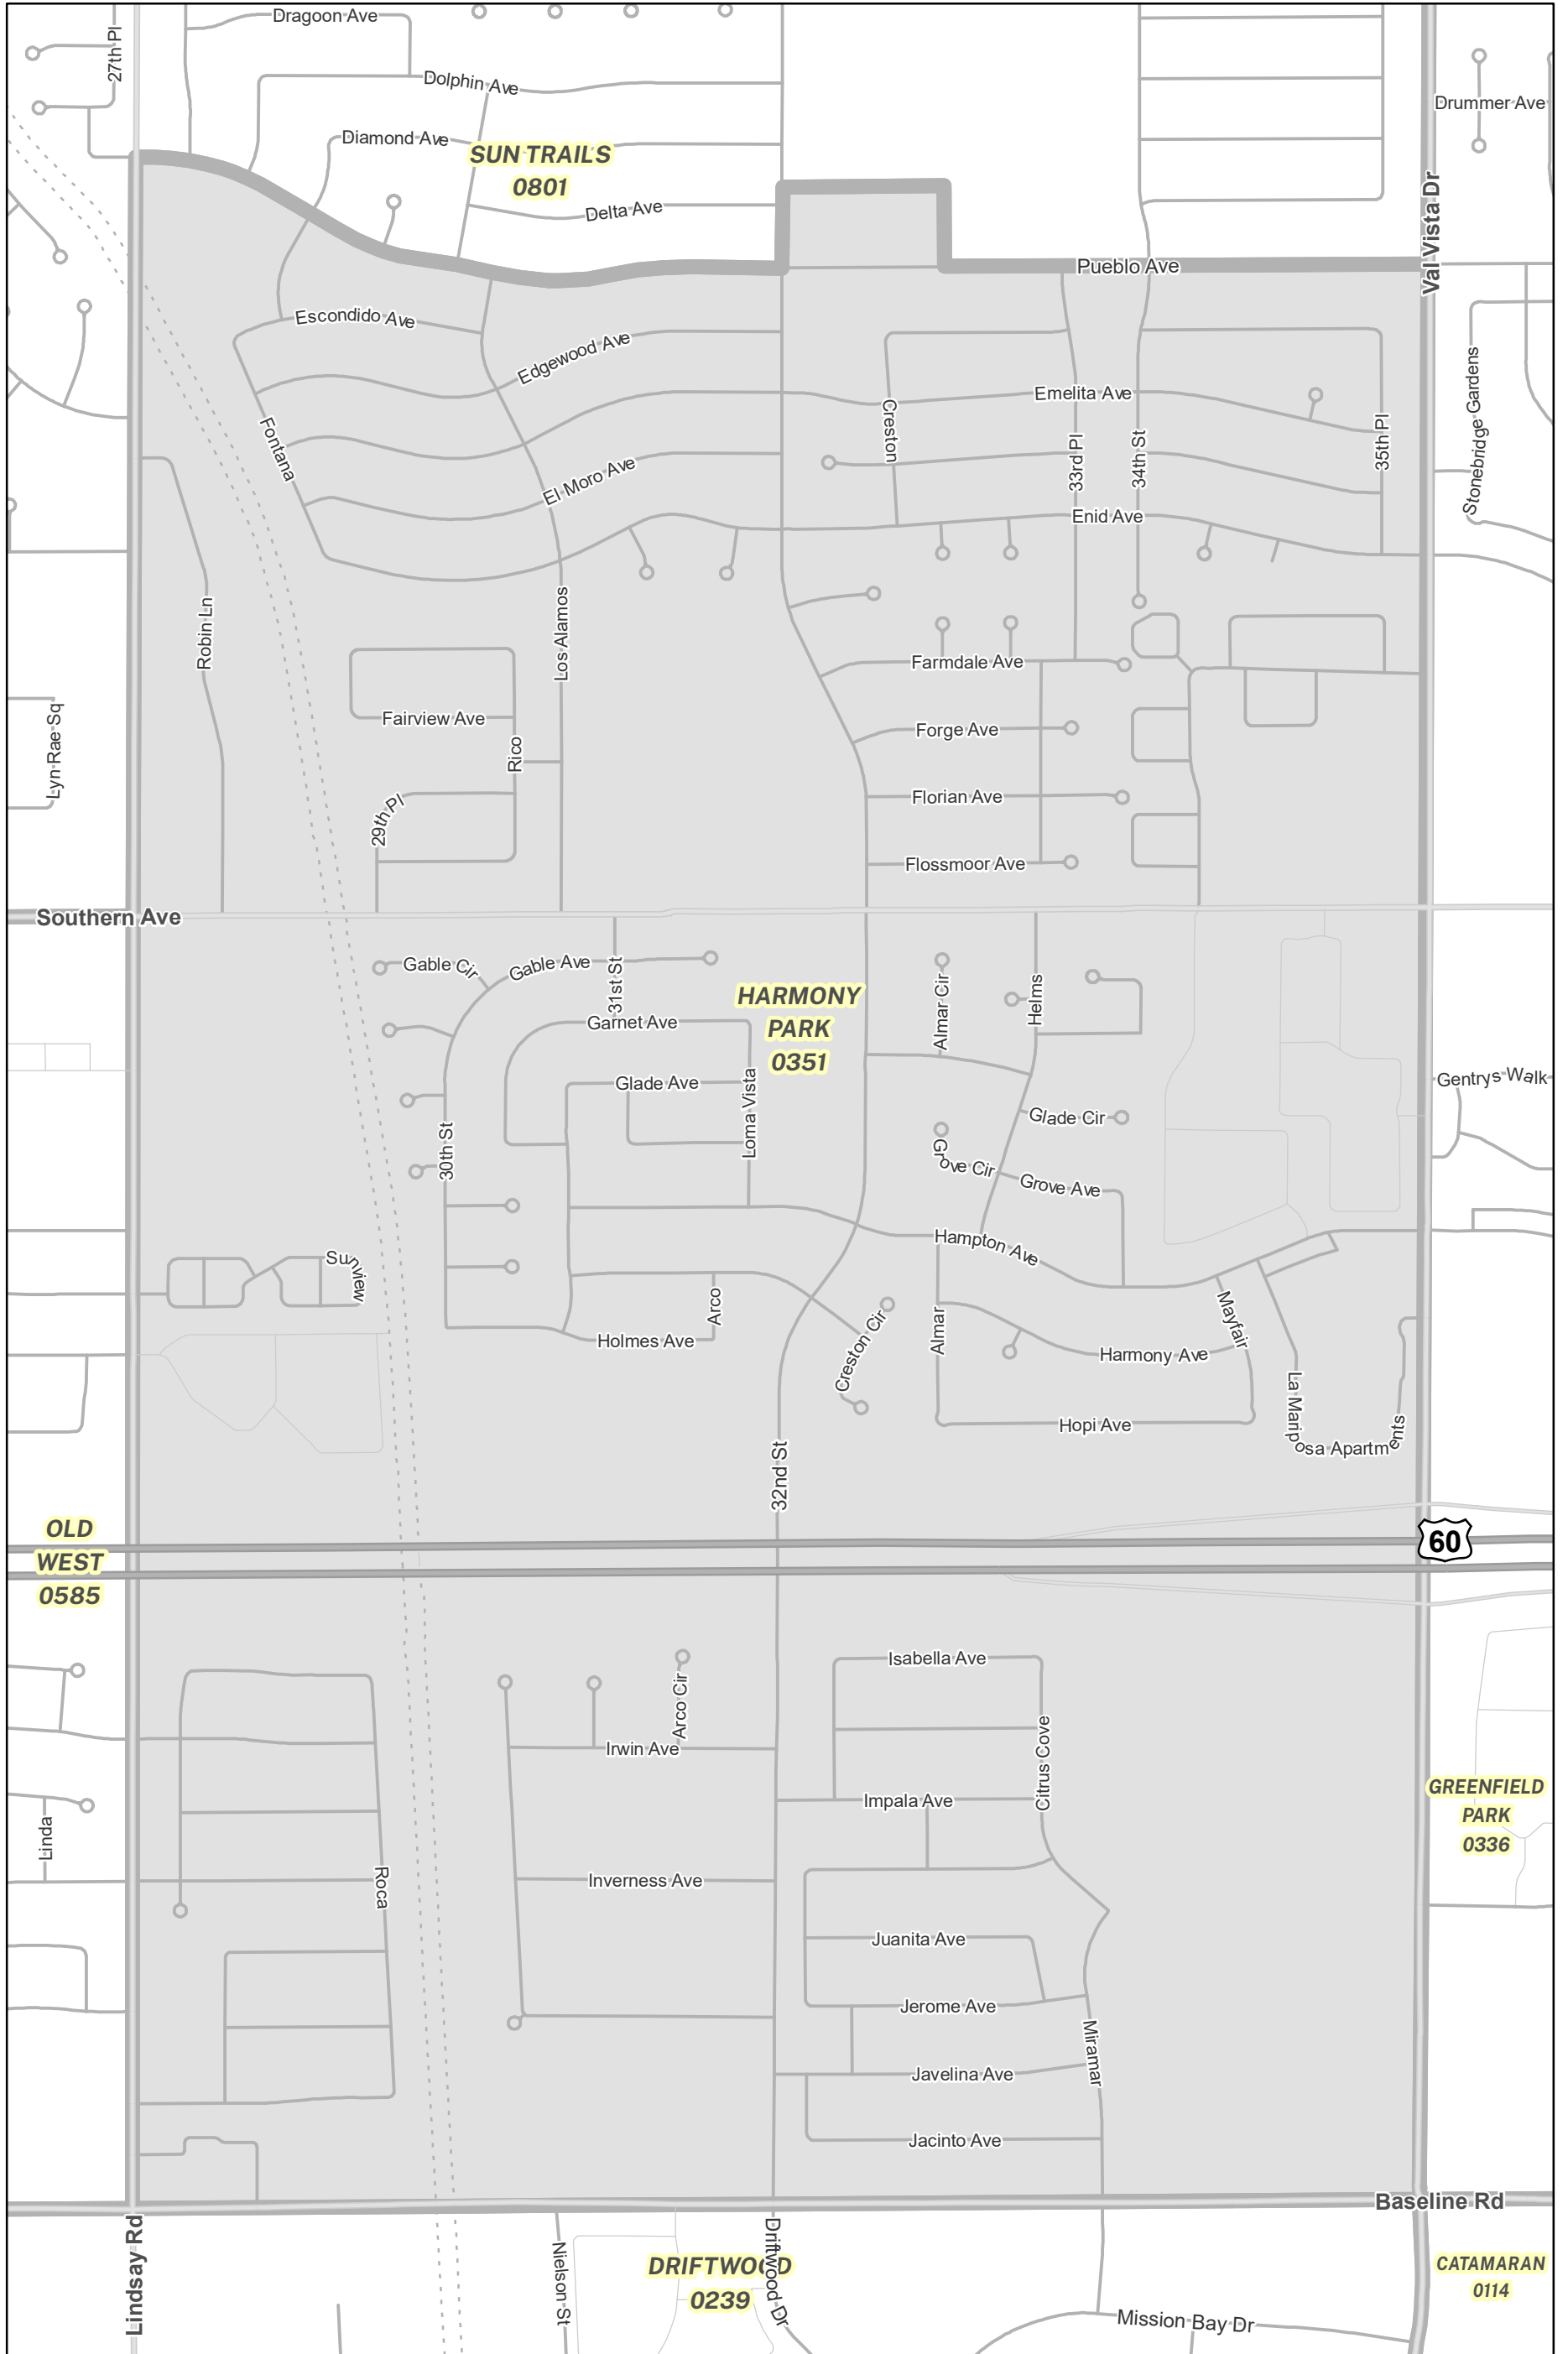 Dragoon Ave
27th Pl
Dolphin Ave
Drummer Ave
Diamond Ave
SUN TRAILS
0801
Delta Ave
Val Vista Dr
Pueblo Ave
Escondido Ave
Edgewood Ave
Emelita Ave
Stonebridge Gardens
Fontana
Creston
33rd Pl
34th St
35th Pl
El Moro Ave
Enid Ave
Robin Ln
Los Alamos
Farmdale Ave
Lyn Rae Sq
Fairview Ave
Rico
Forge Ave
29th Pl
Florian Ave
Flossmoor Ave
Southern Ave
Gable Cir
Gable Ave
31st St
HARMONY
PARK
0351
Almar Cir
Helms
Garnet Ave
Glade Ave
Loma Vista
Gentrys Walk
Glade Cir
30th St
Grove Cir
Grove Ave
Hampton Ave
Sunview
Arco
Holmes Ave
Creston Cir
Almar
Mayfair
Harmony Ave
La Mariposa Apartments
Hopi Ave
32nd St
OLD
WEST
0585
60
Isabella Ave
Arco Cir
Irwin Ave
Citrus Cove
Impala Ave
GREENFIELD
PARK
0336
Linda
Roca
Inverness Ave
Juanita Ave
Jerome Ave
Miramar
Javelina Ave
Jacinto Ave
Baseline Rd
Lindsay Rd
Nielson St
DRIFTWOOD
0239
Driftwood Dr
CATAMARAN
0114
Mission Bay Dr